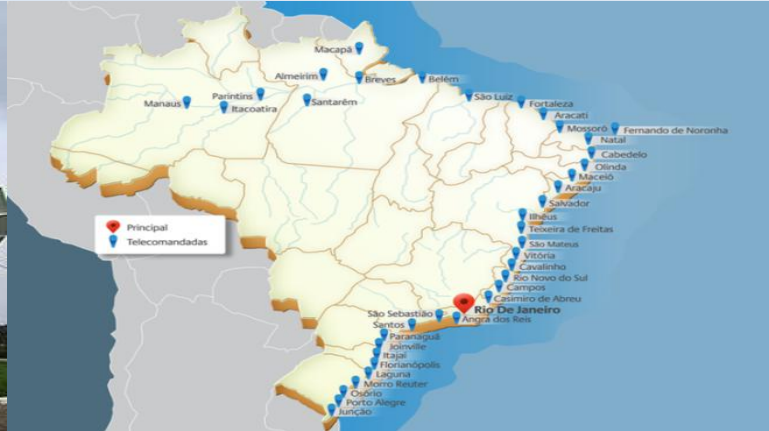 Macapá
Almeirim
Breves
Belém
Parintins
Manaus
Itacoatira
Santarém
São Luiz
Fortaleza
Aracati
Mossoró
Fernando de Noronha
Natal
Cabedelo
Olinda
Maceió
Aracaju
Salvador
Ilhéus
Teixeira de Freitas
São Mateus
Vitória
Cavalinho
Rio Novo do Sul
Campos
Casimiro de Abreu
Rio De Janeiro
São Sebastião
Angra dos Reis
Santos
Paranaguá
Joinville
Itajaí
Florianópolis
Laguna
Morro Reuter
Osório
Porto Alegre
Junção
Principal
Telecomandadas